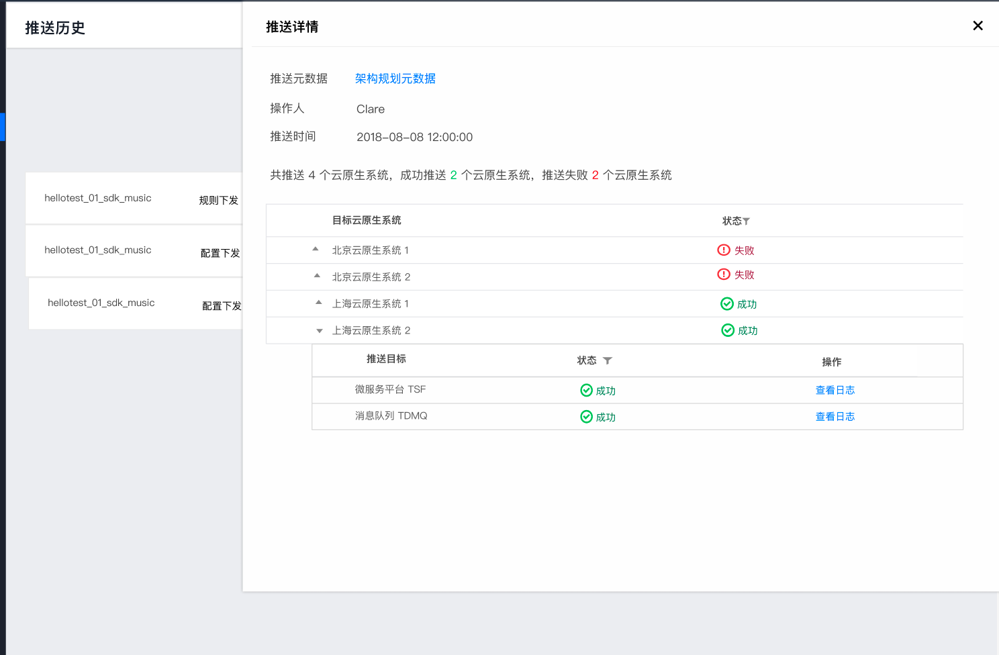 推送历史
hellotest_01_sdk_music 规则下发
hellotest_01_sdk_music 配置下发
hellotest_01_sdk_music 配置下发
推送详情
推送元数据 架构规划元数据
操作人 Clare
推送时间 2018-08-08 12:00:00
共推送 4 个云原生系统，成功推送 2 个云原生系统，推送失败 2 个云原生系统
目标云原生系统 状态
北京云原生系统 1 失败
北京云原生系统 2 失败
上海云原生系统 1 成功
上海云原生系统 2 成功
推送目标 状态 操作
微服务平台 TSF 成功 查看日志
消息队列 TDMQ 成功 查看日志